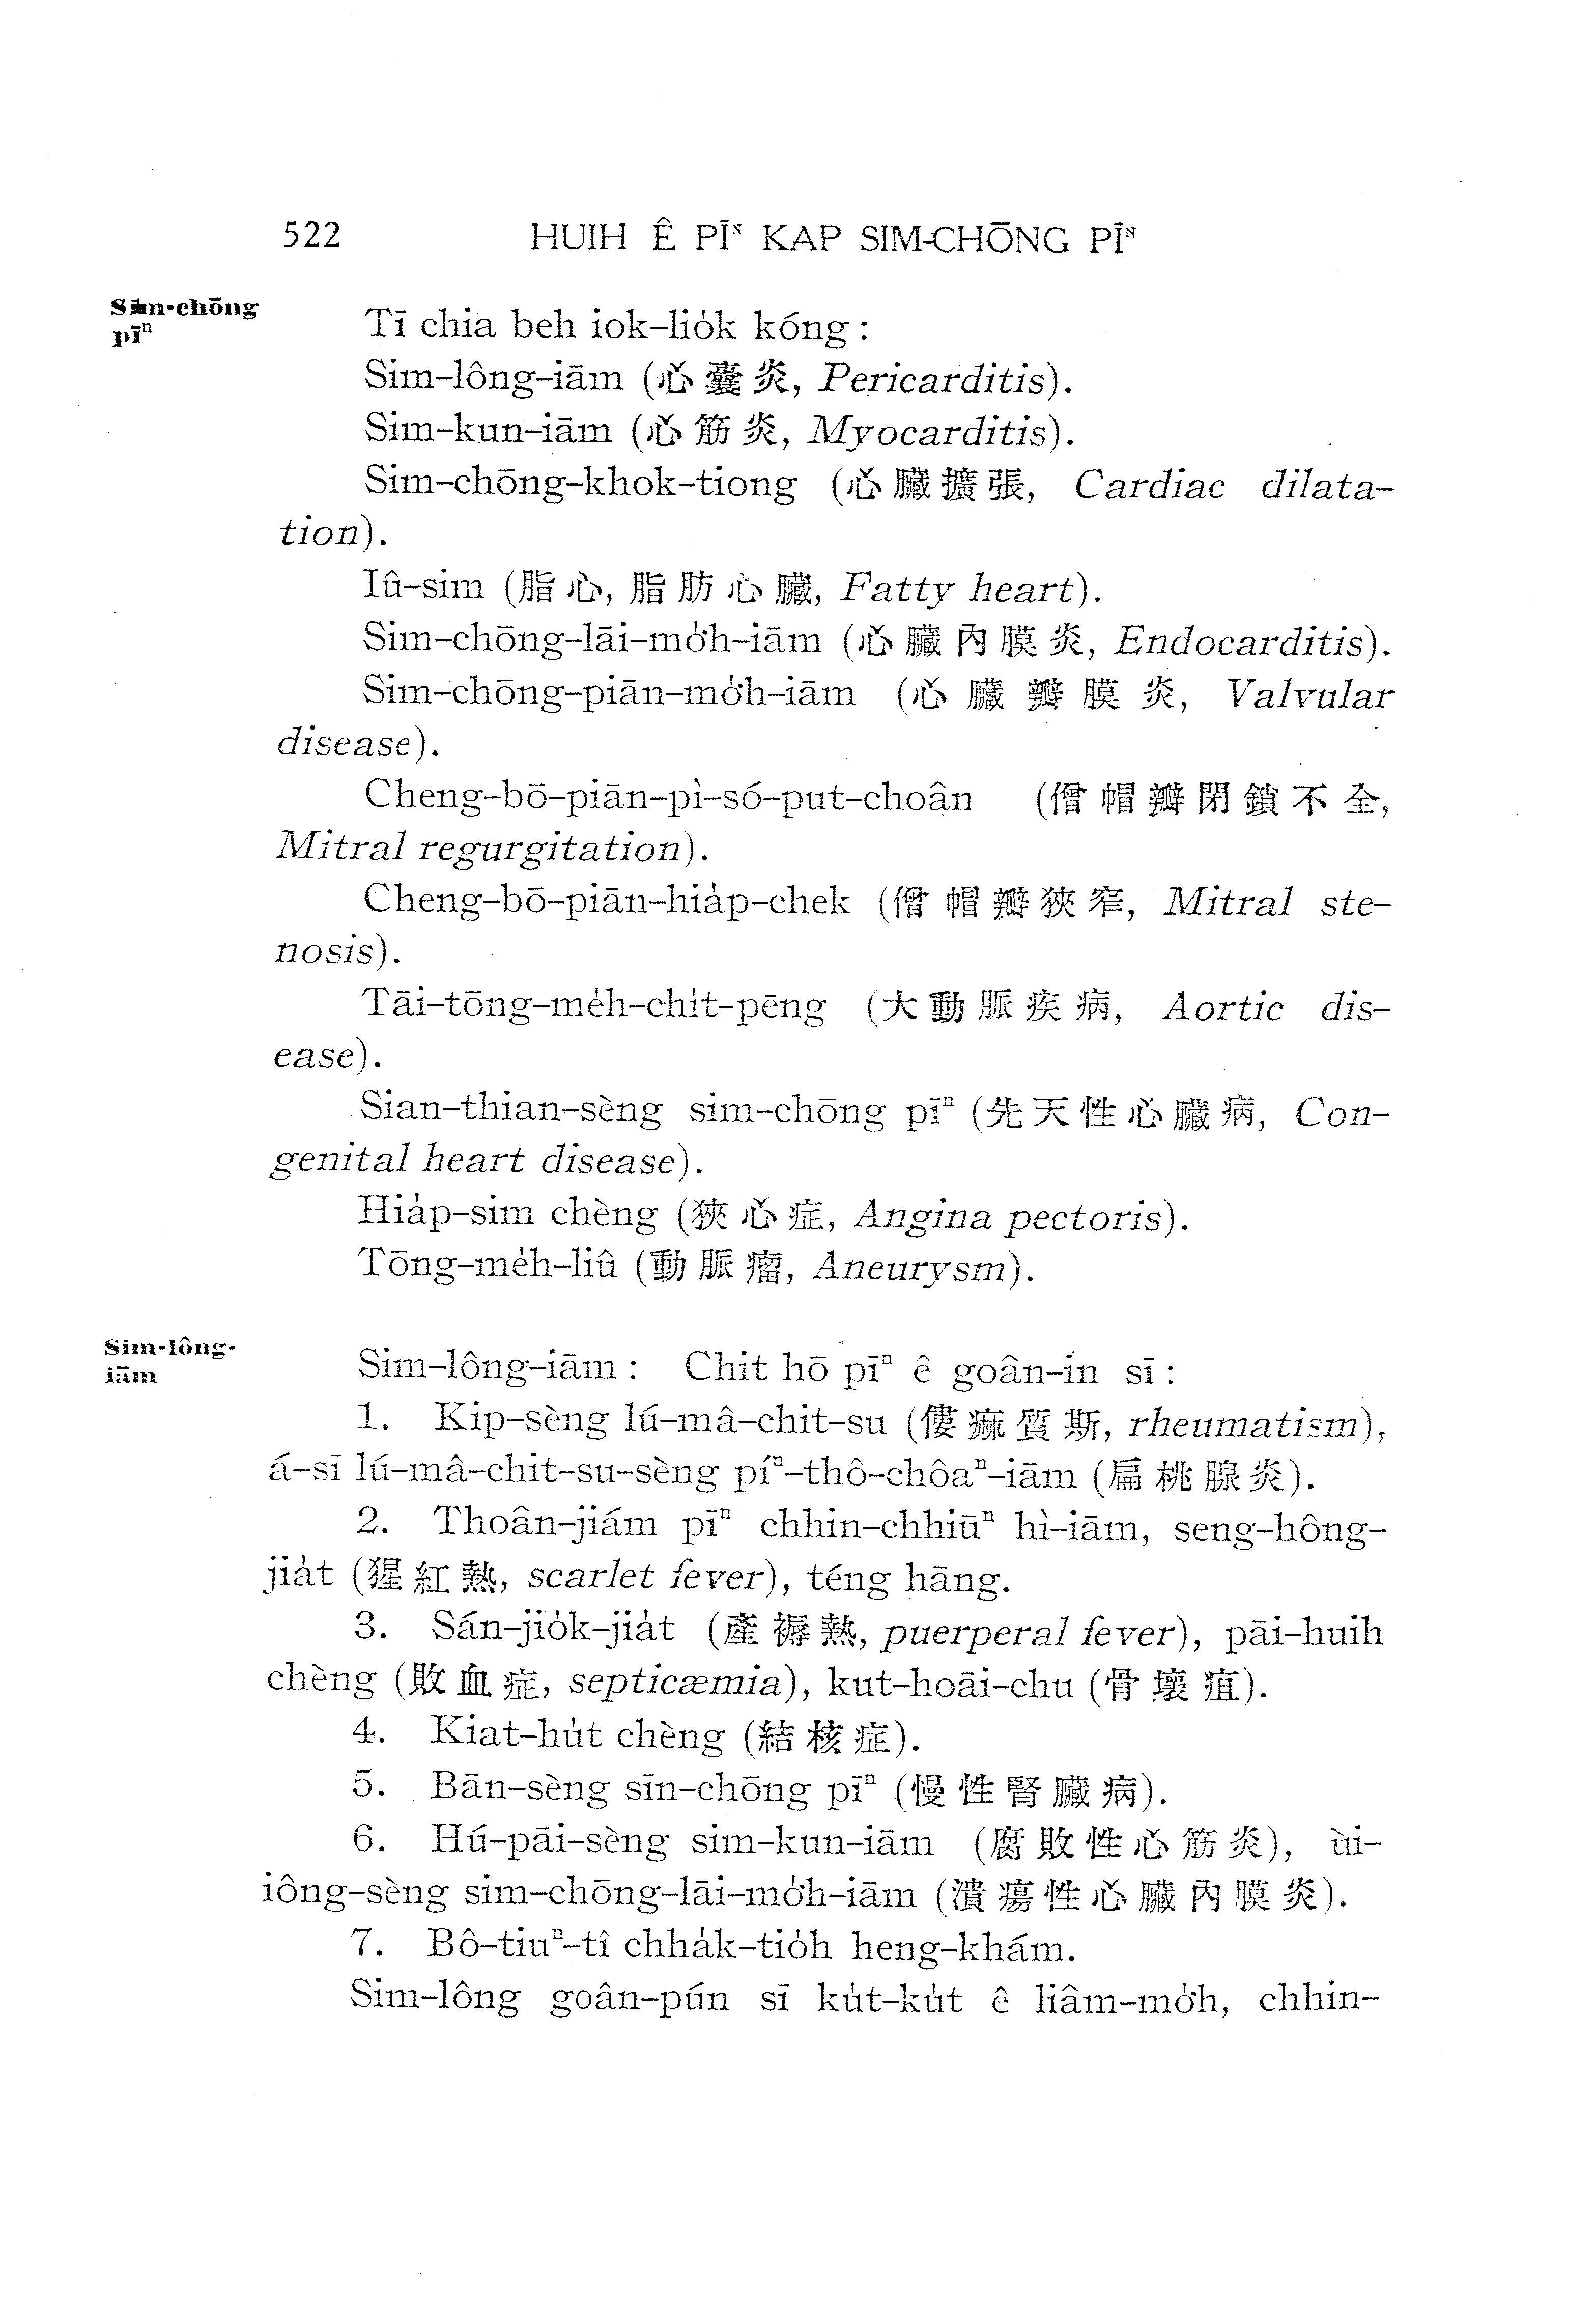 522 HUIH Ê PĪᴺ KAP SIM-CHŌNG PĪᴺ
Sim-chōng
pīⁿ
Tī chia beh iok-lio̍k kóng :
Sim-lông-iām (心囊炎, Pericarditis).
Sim-kun-iām (心筋炎, Myocarditis).
Sim-chōng-khok-tiong (心臟擴張, Cardiac dilata-
tion).
Iû-sim (脂心, 脂肪心臟, Fatty heart).
Sim-chōng-lāi-mo̍͘h-iām (心臟內膜炎, Endocarditis).
Sim-chōng-piān-mo̍͘h-iām (心臟瓣膜炎, Valvular
disease).
Cheng-bō-piān-pì-só-put-choân (僧帽瓣閉鎖不全,
Mitral regurgitation).
Cheng-bō-piān-hia̍p-chek (僧帽瓣狹窄, Mitral ste-
nosis).
Tāi-tōng-me̍h-chi̍t-pēng (大動脈疾病, Aortic dis-
ease).
Sian-thian-sèng sim-chōng pīⁿ (先天性心臟病, Con-
genital heart disease).
Hia̍p-sim chèng (狹心症, Angina pectoris).
Tōng-me̍h-liû (動脈瘤, Aneurysm).
Sim-lông-
iām
Sim-lông-iām : Chit hō pīⁿ ê goân-in sī :
1. Kip-sèng lú-mâ-chit-su (僂痲質斯, rheumatism),
á-sī lú-mâ-chit-su-sèng píⁿ-thô-chôaⁿ-iām (扁桃腺炎).
2. Thoân-jiám pīⁿ chhin-chhiūⁿ hì-iām, seng-hông-
jia̍t (猩紅熱, scarlet fever), téng hāng.
3. Sán-jio̍k-jia̍t (產褥熱, puerperal fever), pāi-huih
chèng (敗血症, septicæmia), kut-hoāi-chu (骨壞疽).
4. Kiat-hu̍t chèng (結核症).
5. Bān-sèng sīn-chōng pīⁿ (慢性腎臟病).
6. Hú-pāi-sèng sim-kun-iām (腐敗性心筋炎), ùi-
iông-sèng sim-chōng-lāi-mo̍͘h-iām (潰瘍性心臟內膜炎).
7. Bô-tiuⁿ-tî chha̍k-tio̍h heng-khám.
Sim-lông goân-pún sī ku̍t-ku̍t ê liâm-mo̍͘h, chhin-